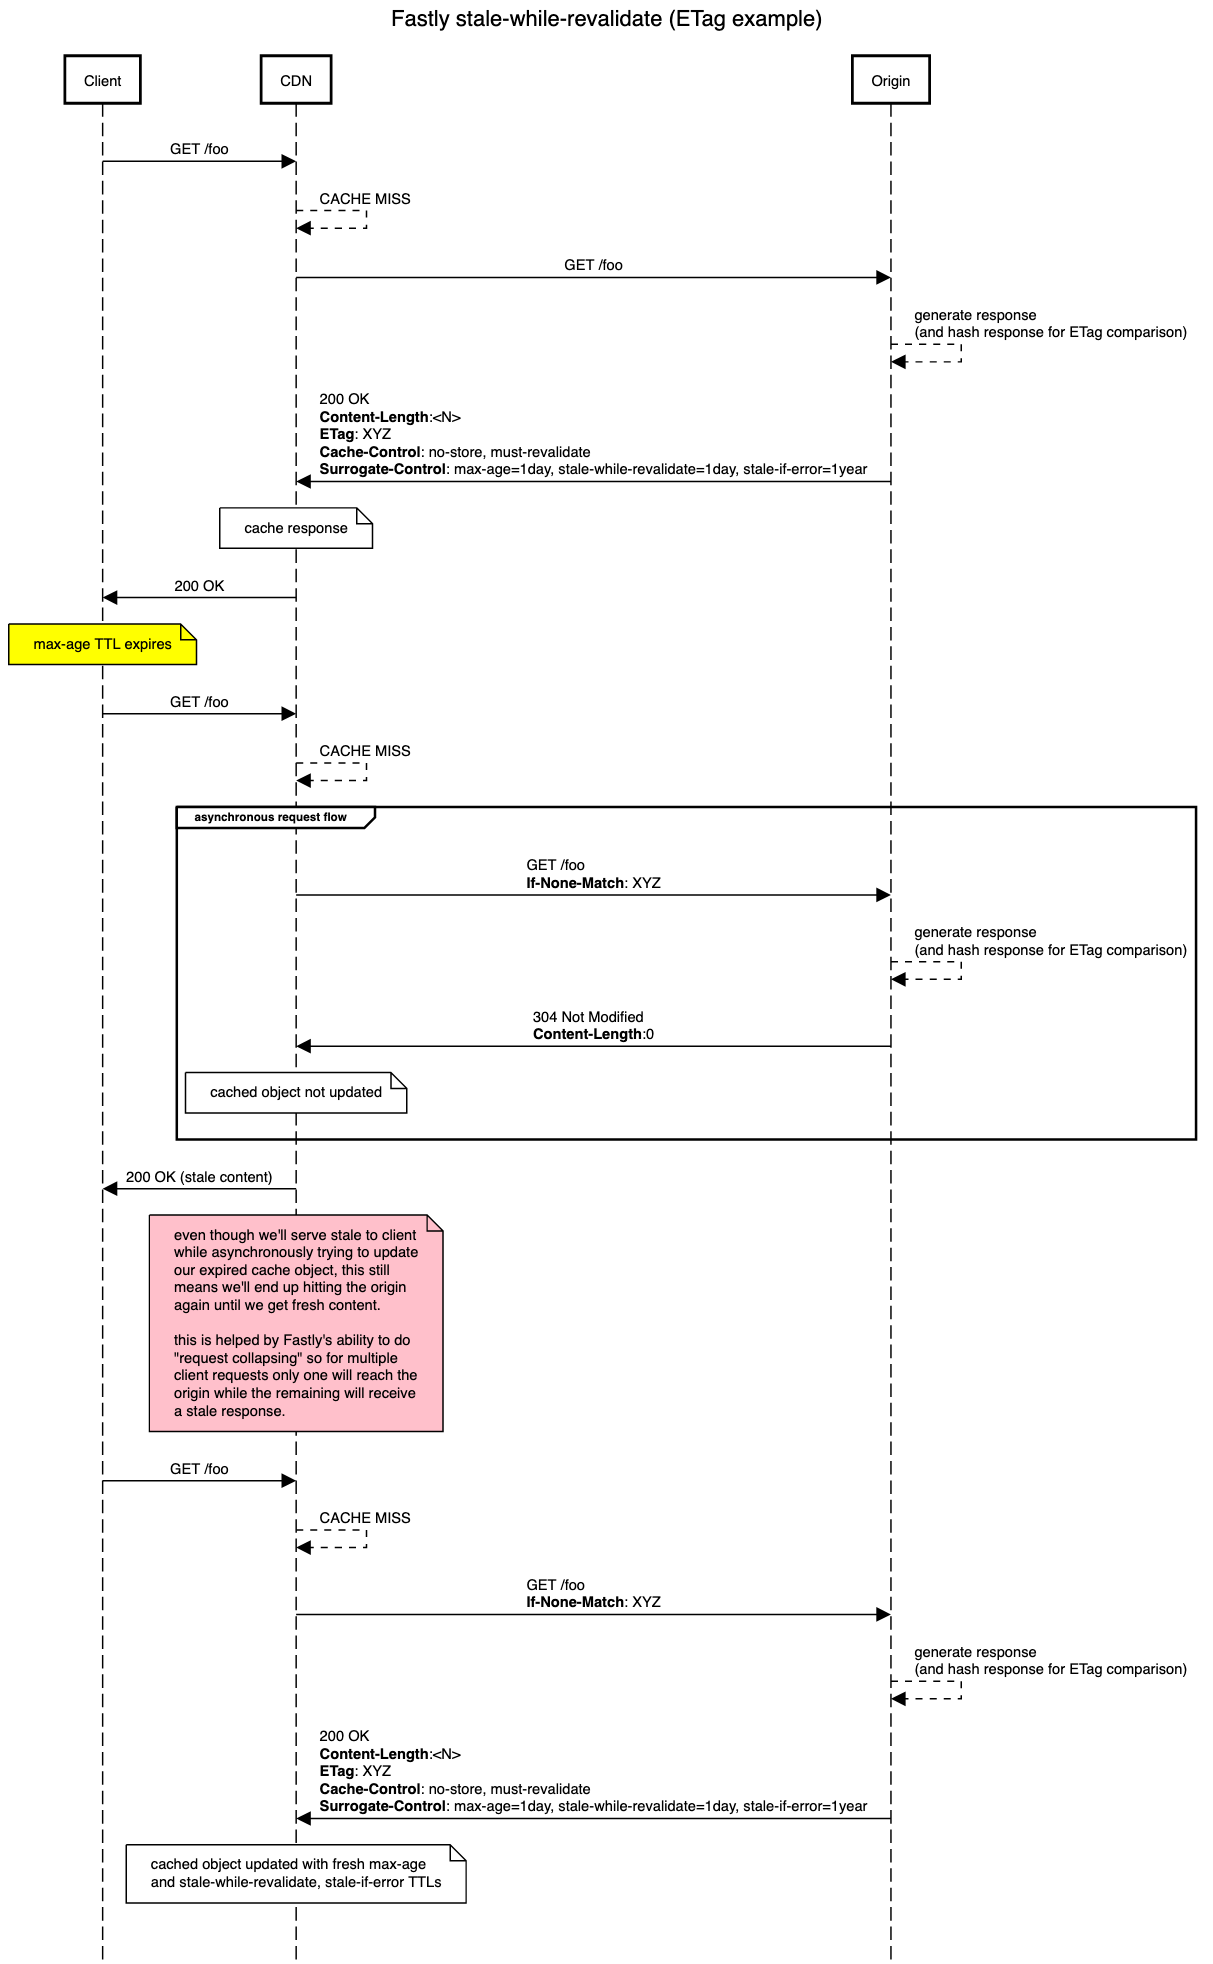 Fastly stale-while-revalidate (ETag example)
Client
CDN
Origin
GET /foo
CACHE MISS
GET /foo
generate response
(and hash response for ETag comparison)
200 OK
Content-Length:<N>
ETag: XYZ
Cache-Control: no-store, must-revalidate
Surrogate-Control: max-age=1day, stale-while-revalidate=1day, stale-if-error=1year
cache response
200 OK
max-age TTL expires
GET /foo
CACHE MISS
asynchronous request flow
GET /foo
If-None-Match: XYZ
generate response
(and hash response for ETag comparison)
304 Not Modified
Content-Length:0
cached object not updated
200 OK (stale content)
even though we'll serve stale to client
while asynchronously trying to update
our expired cache object, this still
means we'll end up hitting the origin
again until we get fresh content.
this is helped by Fastly's ability to do
"request collapsing" so for multiple
client requests only one will reach the
origin while the remaining will receive
a stale response.
GET /foo
CACHE MISS
GET /foo
If-None-Match: XYZ
generate response
(and hash response for ETag comparison)
200 OK
Content-Length:<N>
ETag: XYZ
Cache-Control: no-store, must-revalidate
Surrogate-Control: max-age=1day, stale-while-revalidate=1day, stale-if-error=1year
cached object updated with fresh max-age
and stale-while-revalidate, stale-if-error TTLs